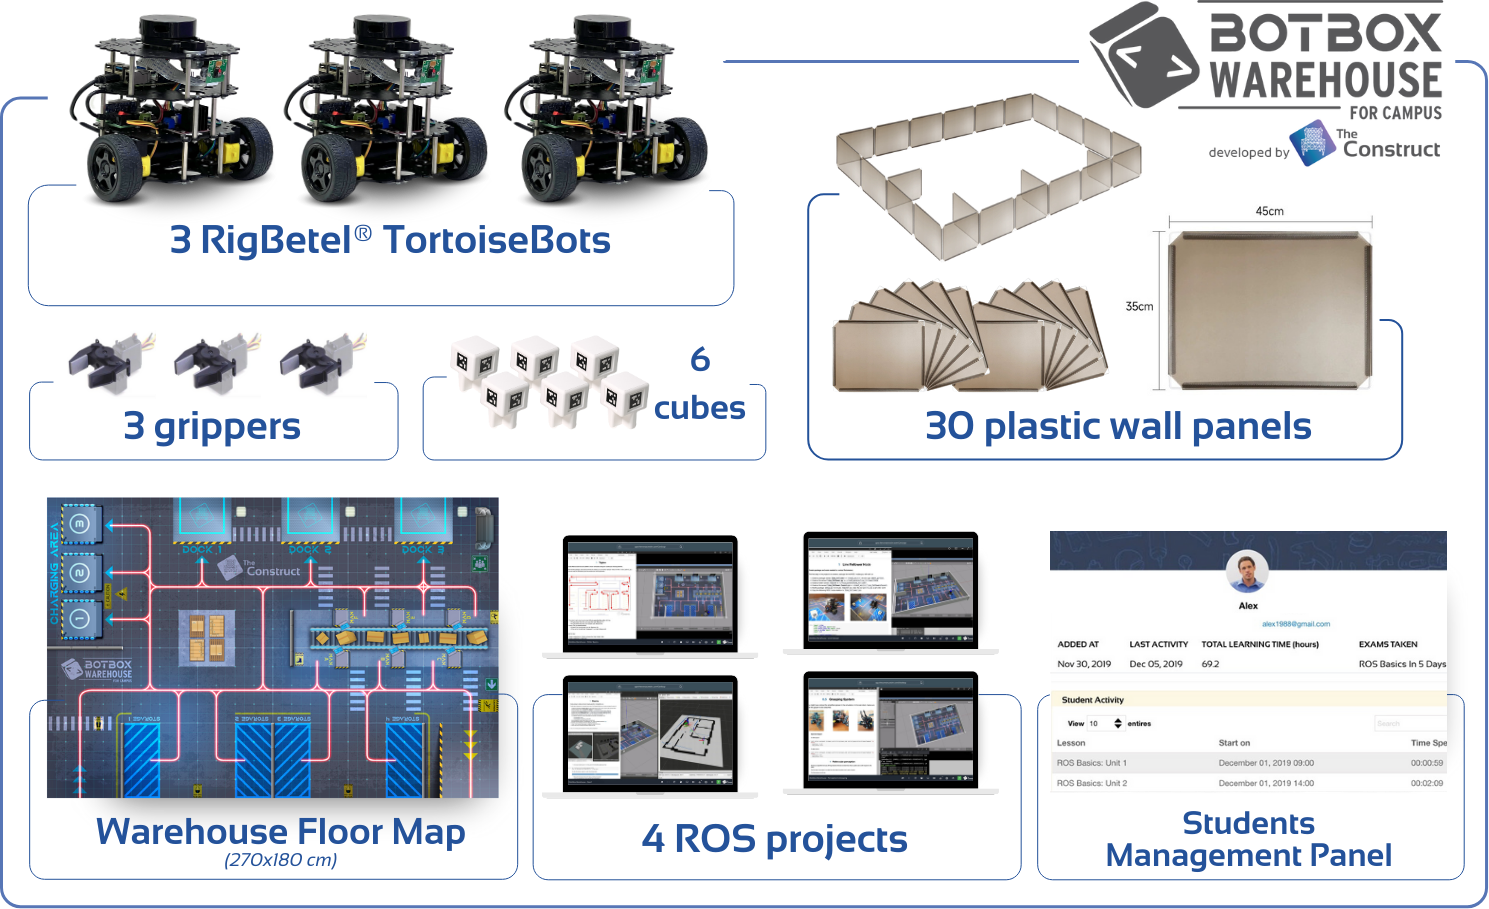 BOTBOX
WAREHOUSE
FOR CAMPUS
developed by The Construct
3 RigBetel® TortoiseBots
45cm
35cm
3 grippers
6
cubes
30 plastic wall panels
CHARGING AREA
3
2
1
DOCK 1
DOCK 2
DOCK 3
The Construct
BOTBOX
WAREHOUSE
FOR CAMPUS
Warehouse Floor Map
(270x180 cm)
4 ROS projects
Alex
alex1988@gmail.com
ADDED AT LAST ACTIVITY TOTAL LEARNING TIME (hours) EXAMS TAKEN
Nov 30, 2019 Dec 05, 2019 69.2 ROS Basics In 5 Days
Student Activity
View 10 entires Search
Lesson Start on Time Spe
ROS Basics: Unit 1 December 01, 2019 09:00 00:00:59
ROS Basics: Unit 2 December 01, 2019 14:00 00:02:09
Students
Management Panel